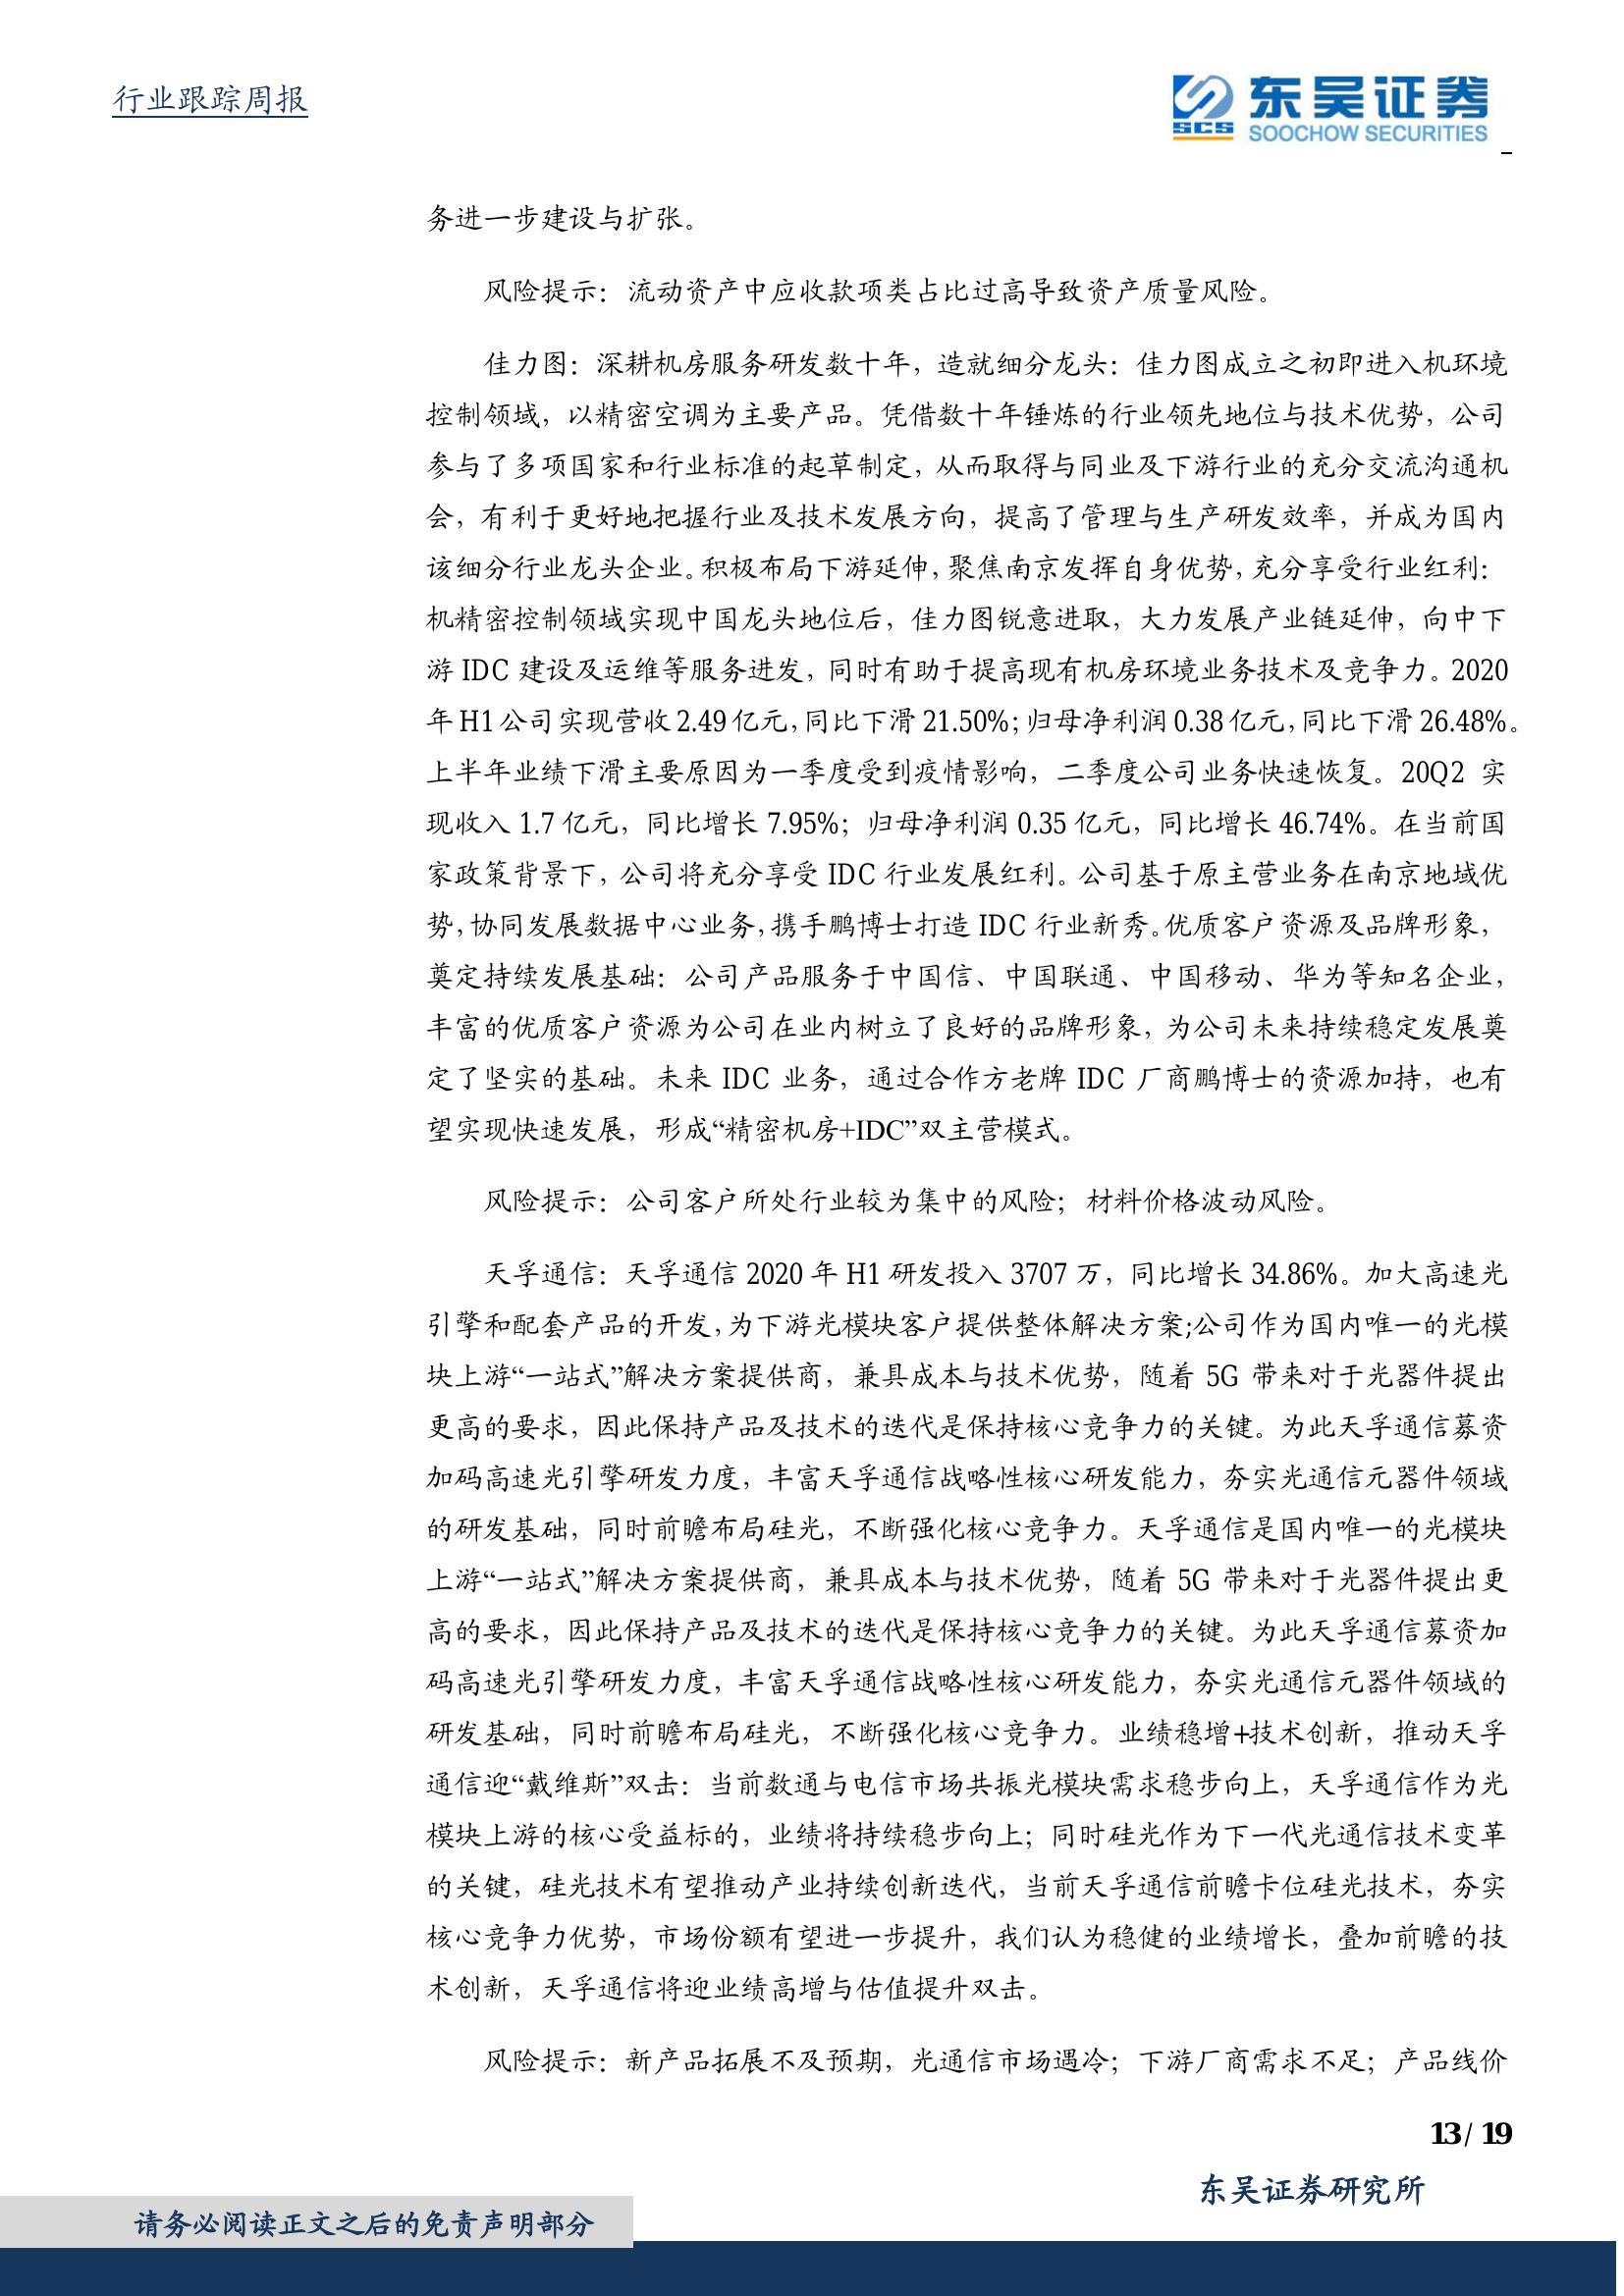 行业跟踪周报
东吴证券
SCS
SOOCHOW SECURITIES
务进一步建设与扩张。
风险提示：流动资产中应收款项类占比过高导致资产质量风险。
佳力图：深耕机房服务研发数十年，造就细分龙头：佳力图成立之初即进入机环境
控制领域，以精密空调为主要产品。凭借数十年锤炼的行业领先地位与技术优势，公司
参与了多项国家和行业标准的起草制定，从而取得与同业及下游行业的充分交流沟通机
会，有利于更好地把握行业及技术发展方向，提高了管理与生产研发效率，并成为国内
该细分行业龙头企业。积极布局下游延伸，聚焦南京发挥自身优势，充分享受行业红利：
机精密控制领域实现中国龙头地位后，佳力图锐意进取，大力发展产业链延伸，向中下
游 IDC 建设及运维等服务进发，同时有助于提高现有机房环境业务技术及竞争力。2020
年 H1 公司实现营收 2.49 亿元，同比下滑 21.50%；归母净利润 0.38 亿元，同比下滑 26.48%。
上半年业绩下滑主要原因为一季度受到疫情影响，二季度公司业务快速恢复。20Q2 实
现收入 1.7 亿元，同比增长 7.95%；归母净利润 0.35 亿元，同比增长 46.74%。在当前国
家政策背景下，公司将充分享受 IDC 行业发展红利。公司基于原主营业务在南京地域优
势，协同发展数据中心业务，携手鹏博士打造 IDC 行业新秀。优质客户资源及品牌形象，
奠定持续发展基础：公司产品服务于中国信、中国联通、中国移动、华为等知名企业，
丰富的优质客户资源为公司在业内树立了良好的品牌形象，为公司未来持续稳定发展奠
定了坚实的基础。未来 IDC 业务，通过合作方老牌 IDC 厂商鹏博士的资源加持，也有
望实现快速发展，形成“精密机房+IDC”双主营模式。
风险提示：公司客户所处行业较为集中的风险；材料价格波动风险。
天孚通信：天孚通信 2020 年 H1 研发投入 3707 万，同比增长 34.86%。加大高速光
引擎和配套产品的开发，为下游光模块客户提供整体解决方案;公司作为国内唯一的光模
块上游“一站式”解决方案提供商，兼具成本与技术优势，随着 5G 带来对于光器件提出
更高的要求，因此保持产品及技术的迭代是保持核心竞争力的关键。为此天孚通信募资
加码高速光引擎研发力度，丰富天孚通信战略性核心研发能力，夯实光通信元器件领域
的研发基础，同时前瞻布局硅光，不断强化核心竞争力。天孚通信是国内唯一的光模块
上游“一站式”解决方案提供商，兼具成本与技术优势，随着 5G 带来对于光器件提出更
高的要求，因此保持产品及技术的迭代是保持核心竞争力的关键。为此天孚通信募资加
码高速光引擎研发力度，丰富天孚通信战略性核心研发能力，夯实光通信元器件领域的
研发基础，同时前瞻布局硅光，不断强化核心竞争力。业绩稳增+技术创新，推动天孚
通信迎“戴维斯”双击：当前数通与电信市场共振光模块需求稳步向上，天孚通信作为光
模块上游的核心受益标的，业绩将持续稳步向上；同时硅光作为下一代光通信技术变革
的关键，硅光技术有望推动产业持续创新迭代，当前天孚通信前瞻卡位硅光技术，夯实
核心竞争力优势，市场份额有望进一步提升，我们认为稳健的业绩增长，叠加前瞻的技
术创新，天孚通信将迎业绩高增与估值提升双击。
风险提示：新产品拓展不及预期，光通信市场遇冷；下游厂商需求不足；产品线价
13 / 19
东吴证券研究所
请务必阅读正文之后的免责声明部分